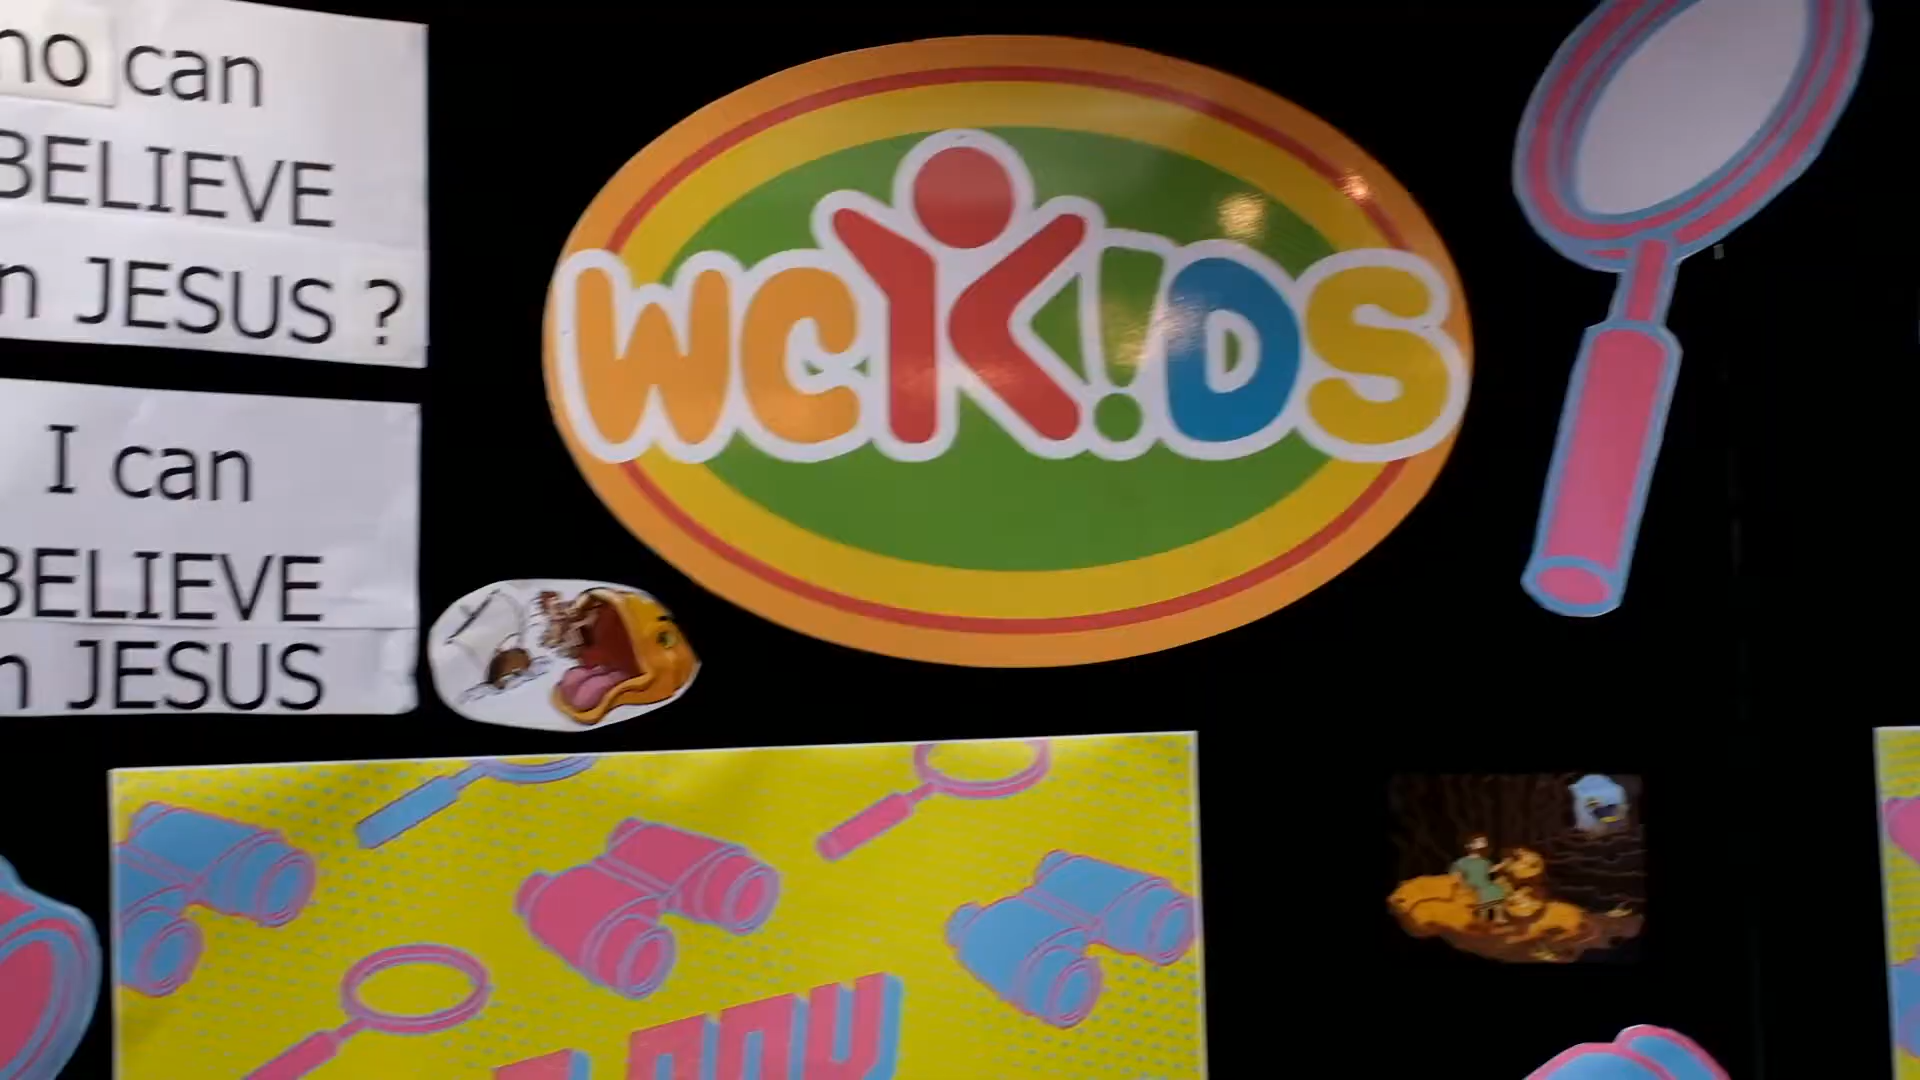 can
BELIEVE
JESUS ?
I can
BELIEVE
JESUS
WCK!DS